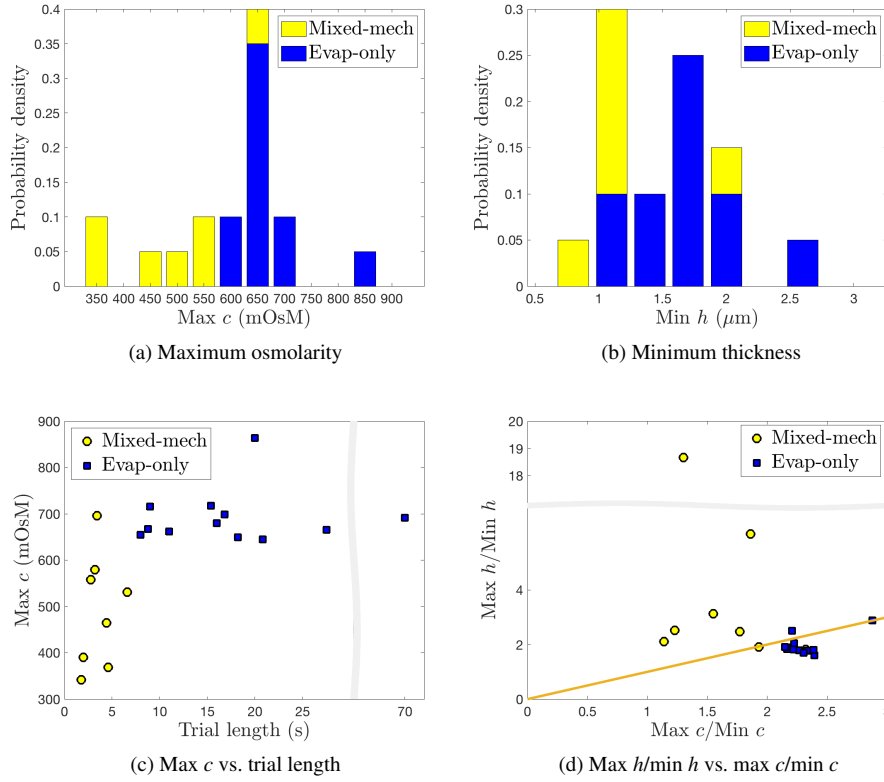 0.4
0.35
0.3
0.25
0.2
0.15
0.1
0.05
0
Probability density
Mixed-mech
Evap-only
350 400 450 500 550 600 650 700 750 800 850 900
Max c (mOsM)
(a) Maximum osmolarity
0.3
0.25
0.2
0.15
0.1
0.05
0
Probability density
Mixed-mech
Evap-only
0.5 1 1.5 2 2.5 3
Min h (μm)
(b) Minimum thickness
900
800
700
600
500
400
300
Max c (mOsM)
Mixed-mech
Evap-only
0 5 10 15 20 25 70
Trial length (s)
(c) Max c vs. trial length
20
19
18
4
2
0
Max h/Min h
Mixed-mech
Evap-only
0 0.5 1 1.5 2 2.5
Max c/Min c
(d) Max h/min h vs. max c/min c